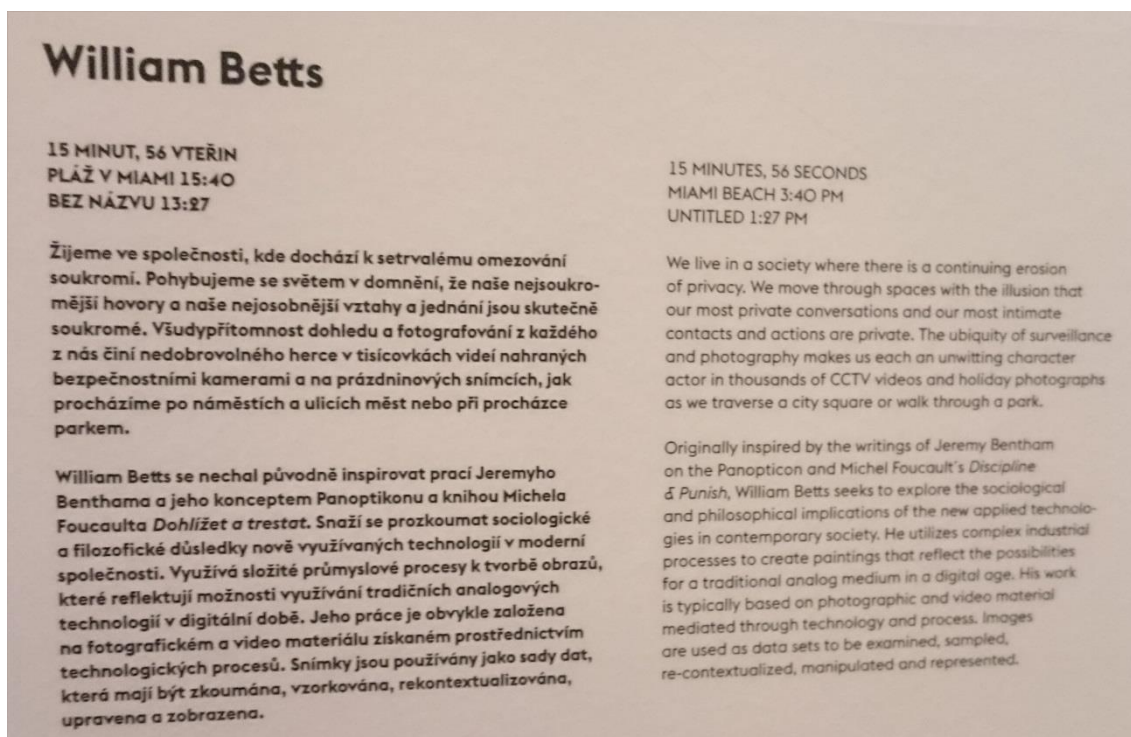 William Betts
15 MINUT, 56 VTEŘIN
PLÁŽ V MIAMI 15:40
BEZ NÁZVU 13:27
Žijeme ve společnosti, kde dochází k setrvalému omezování
soukromí. Pohybujeme se světem v domnění, že naše nejsoukro-
mější hovory a naše nejosobnější vztahy a jednání jsou skutečně
soukromé. Všudypřítomnost dohledu a fotografování z každého
z nás činí nedobrovolného herce v tisícovkách videí nahraných
bezpečnostními kamerami a na prázdninových snímcích, jak
procházíme po náměstích a ulicích měst nebo při procházce
parkem.
William Betts se nechal původně inspirovat prací Jeremyho
Benthama a jeho konceptem Panoptikonu a knihou Michela
Foucaulta Dohlížet a trestat. Snaží se prozkoumat sociologické
a filozofické důsledky nově využívaných technologií v moderní
společnosti. Využívá složité průmyslové procesy k tvorbě obrazů,
které reflektují možnosti využívání tradičních analogových
technologií v digitální době. Jeho práce je obvykle založena
na fotografickém a video materiálu získaném prostřednictvím
technologických procesů. Snímky jsou používány jako sady dat,
která mají být zkoumána, vzorkována, rekontextualizována,
upravena a zobrazena.
15 MINUTES, 56 SECONDS
MIAMI BEACH 3:40 PM
UNTITLED 1:27 PM
We live in a society where there is a continuing erosion
of privacy. We move through spaces with the illusion that
our most private conversations and our most intimate
contacts and actions are private. The ubiquity of surveillance
and photography makes us each an unwitting character
actor in thousands of CCTV videos and holiday photographs
as we traverse a city square or walk through a park.
Originally inspired by the writings of Jeremy Bentham
on the Panopticon and Michel Foucault's Discipline
& Punish, William Betts seeks to explore the sociological
and philosophical implications of the new applied technolo-
gies in contemporary society. He utilizes complex industrial
processes to create paintings that reflect the possibilities
for a traditional analog medium in a digital age. His work
is typically based on photographic and video material
mediated through technology and process. Images
are used as data sets to be examined, sampled,
re-contextualized, manipulated and represented.